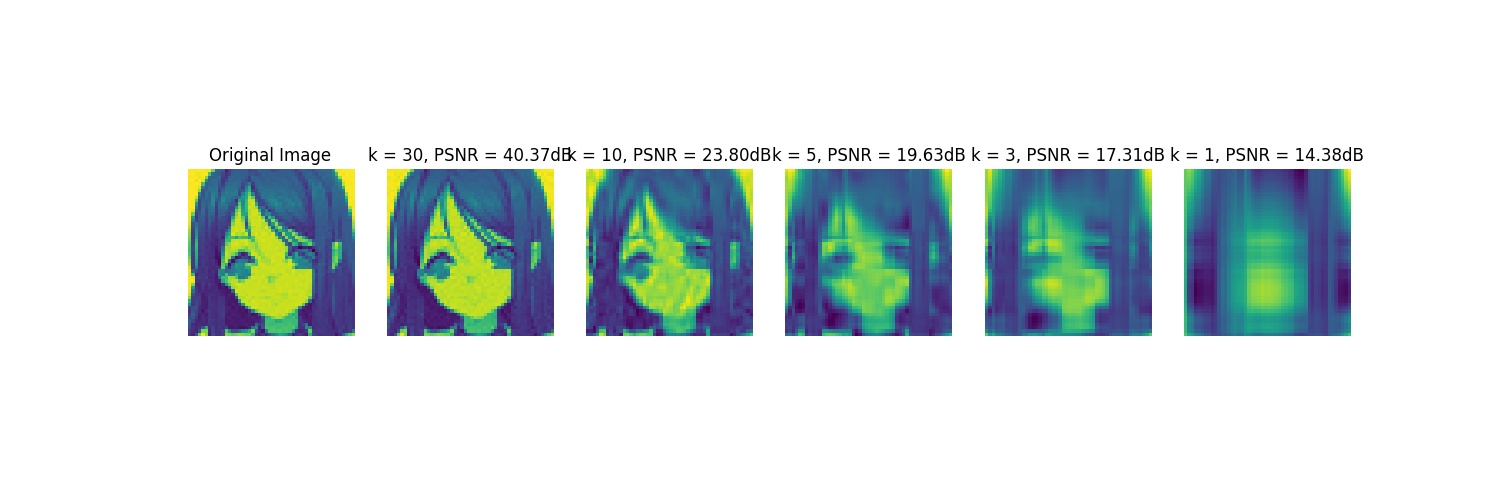 Original Image
k = 30, PSNR = 40.37dB
k = 10, PSNR = 23.80dB
k = 5, PSNR = 19.63dB
k = 3, PSNR = 17.31dB
k = 1, PSNR = 14.38dB